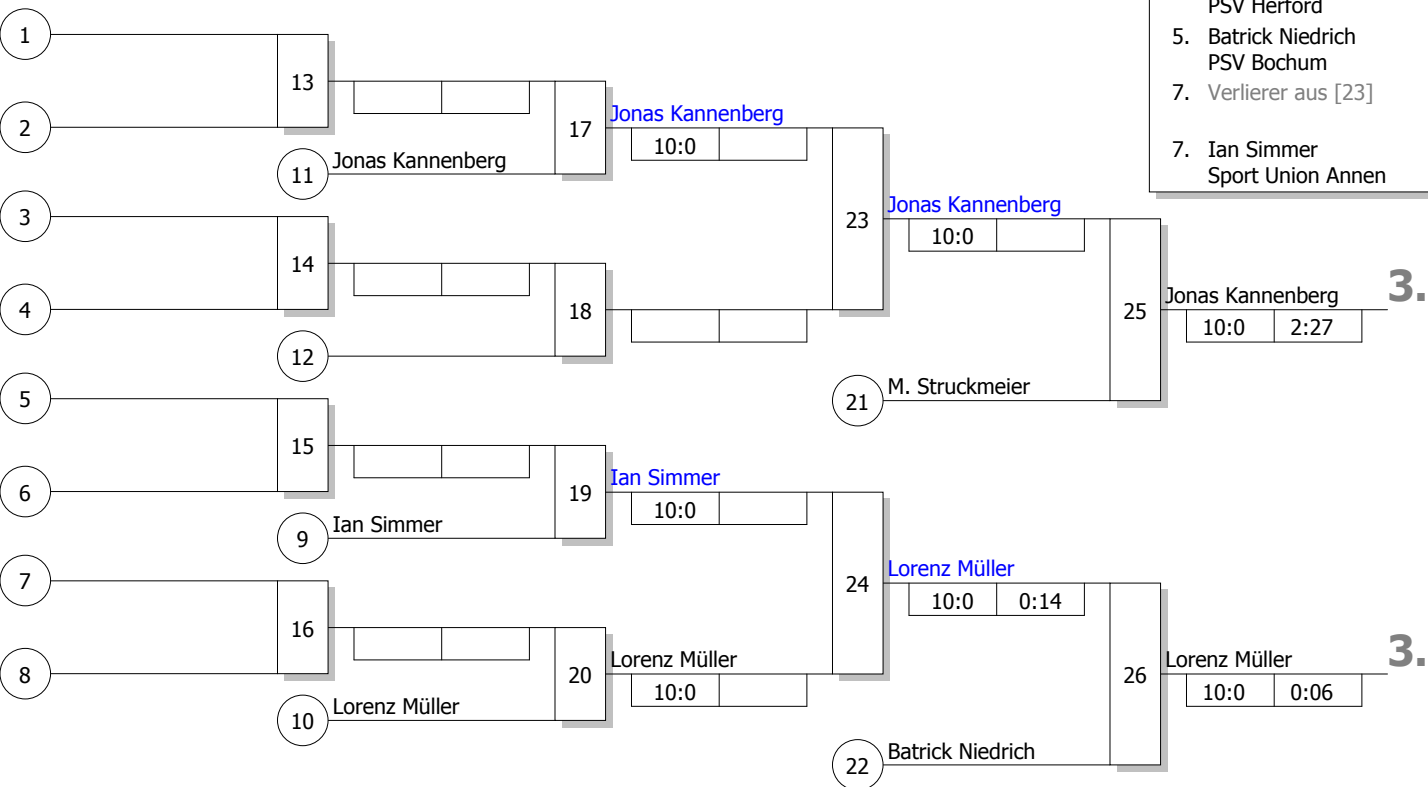 PSV Herford
5. Batrick Niedrich
PSV Bochum
7. Verlierer aus [23]
7. Ian Simmer
Sport Union Annen
1
2
13
11 Jonas Kannenberg
17
Jonas Kannenberg
10:0
3
4
14
12
18
23
Jonas Kannenberg
10:0
21 M. Struckmeier
25
Jonas Kannenberg 3.
10:0 2:27
5
6
15
9 Ian Simmer
19
Ian Simmer
10:0
7
8
16
10 Lorenz Müller
20
Lorenz Müller
10:0
24
Lorenz Müller
10:0 0:14
22 Batrick Niedrich
26
Lorenz Müller 3.
10:0 0:06